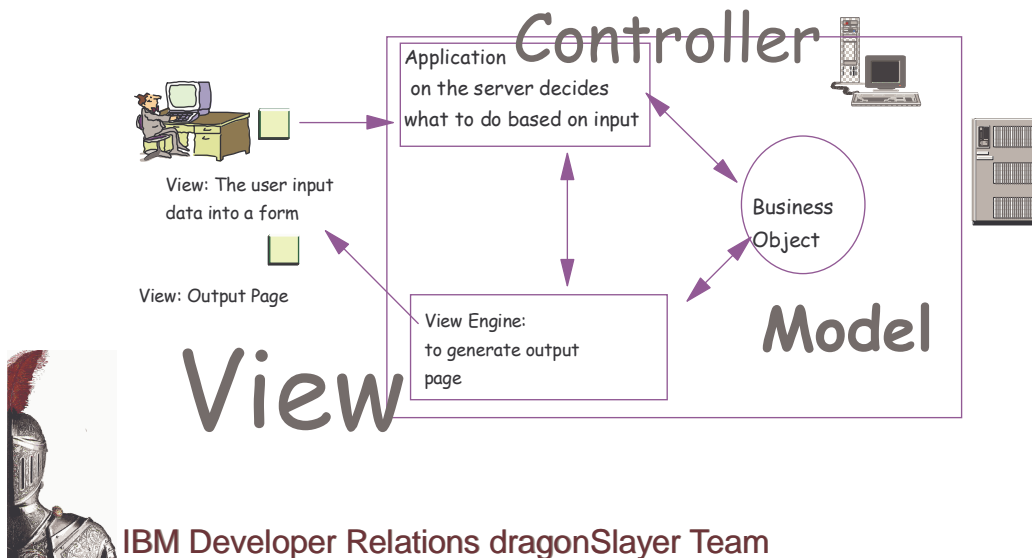 Controller
Application
on the server decides
what to do based on input
View: The user input
data into a form
Business
Object
View: Output Page
View Engine:
to generate output
page
Model
View
IBM Developer Relations dragonSlayer Team